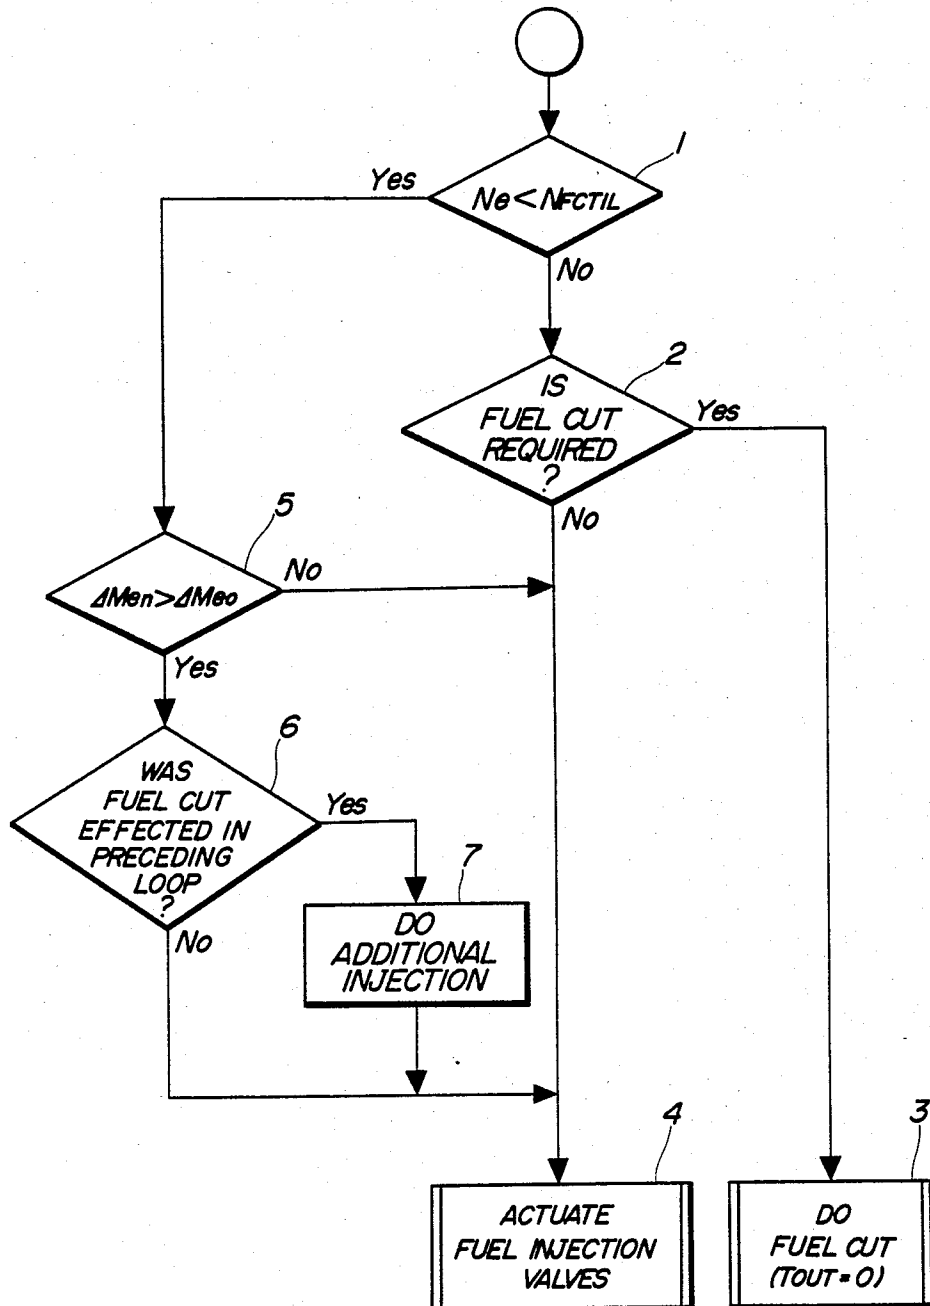 1
Yes
Ne<NFCTIL
No
2
IS
FUEL CUT
REQUIRED
?
Yes
No
5
ΔMen>ΔMeo
No
Yes
6
WAS
FUEL CUT
EFFECTED IN
PRECEDING
LOOP
?
Yes
No
7
DO
ADDITIONAL
INJECTION
4
ACTUATE
FUEL INJECTION
VALVES
3
DO
FUEL CUT
(TOUT=0)